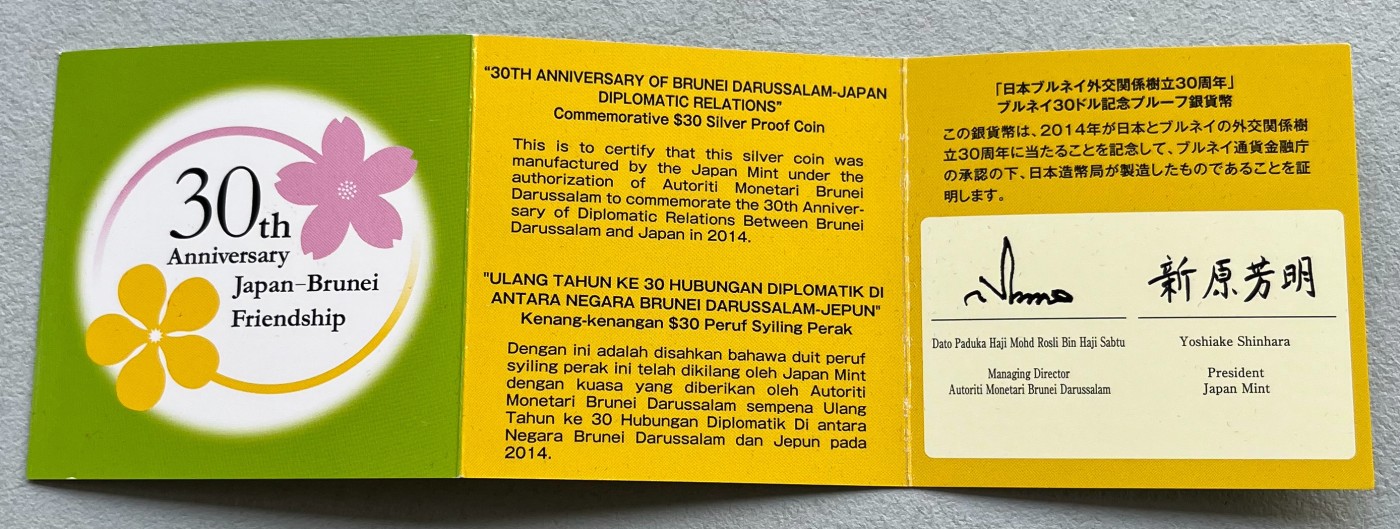 30th
Anniversary
Japan–Brunei
Friendship
"30TH ANNIVERSARY OF BRUNEI DARUSSALAM-JAPAN
DIPLOMATIC RELATIONS"
Commemorative $30 Silver Proof Coin
This is to certify that this silver coin was
manufactured by the Japan Mint under the
authorization of Autoriti Monetari Brunei
Darussalam to commemorate the 30th Anniver-
sary of Diplomatic Relations Between Brunei
Darussalam and Japan in 2014.
"ULANG TAHUN KE 30 HUBUNGAN DIPLOMATIK DI
ANTARA NEGARA BRUNEI DARUSSALAM-JEPUN"
Kenang-kenangan $30 Peruf Syiling Perak
Dengan ini adalah disahkan bahawa duit peruf
syiling perak ini telah dikilang oleh Japan Mint
dengan kuasa yang diberikan oleh Autoriti
Monetari Brunei Darussalam sempena Ulang
Tahun ke 30 Hubungan Diplomatik Di antara
Negara Brunei Darussalam dan Jepun pada
2014.
「日本ブルネイ外交関係樹立30周年」
ブルネイ30ドル記念プルーフ銀貨幣
この銀貨幣は、2014年が日本とブルネイの外交関係樹
立30周年に当たることを記念して、ブルネイ通貨金融庁
の承認の下、日本造幣局が製造したものであることを証
明します。
新原芳明
Dato Paduka Haji Mohd Rosli Bin Haji Sabtu
Yoshiake Shinhara
Managing Director
Autoriti Monetari Brunei Darussalam
President
Japan Mint